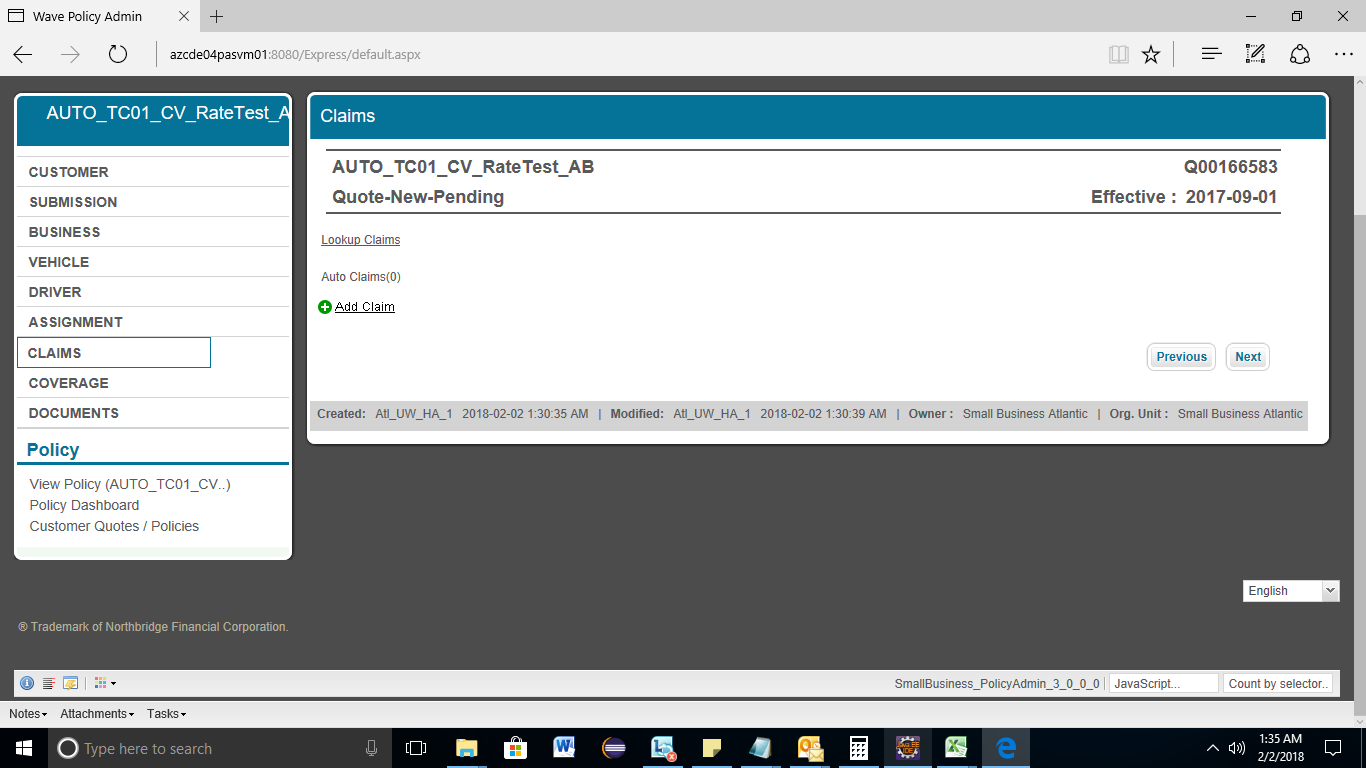 Wave Policy Admin
azcde04pasvm01:8080/Express/default.aspx
AUTO_TC01_CV_RateTest_A
CUSTOMER
SUBMISSION
BUSINESS
VEHICLE
DRIVER
ASSIGNMENT
CLAIMS
COVERAGE
DOCUMENTS
Policy
View Policy (AUTO_TC01_CV..)
Policy Dashboard
Customer Quotes / Policies
Claims
AUTO_TC01_CV_RateTest_AB Q00166583
Quote-New-Pending Effective : 2017-09-01
Lookup Claims
Auto Claims(0)
Add Claim
Previous Next
Created: Atl_UW_HA_1 2018-02-02 1:30:35 AM | Modified: Atl_UW_HA_1 2018-02-02 1:30:39 AM | Owner : Small Business Atlantic | Org. Unit : Small Business Atlantic
English
® Trademark of Northbridge Financial Corporation.
SmallBusiness_PolicyAdmin_3_0_0_0 JavaScript... Count by selector..
Notes Attachments Tasks
Type here to search
1:35 AM
2/2/2018